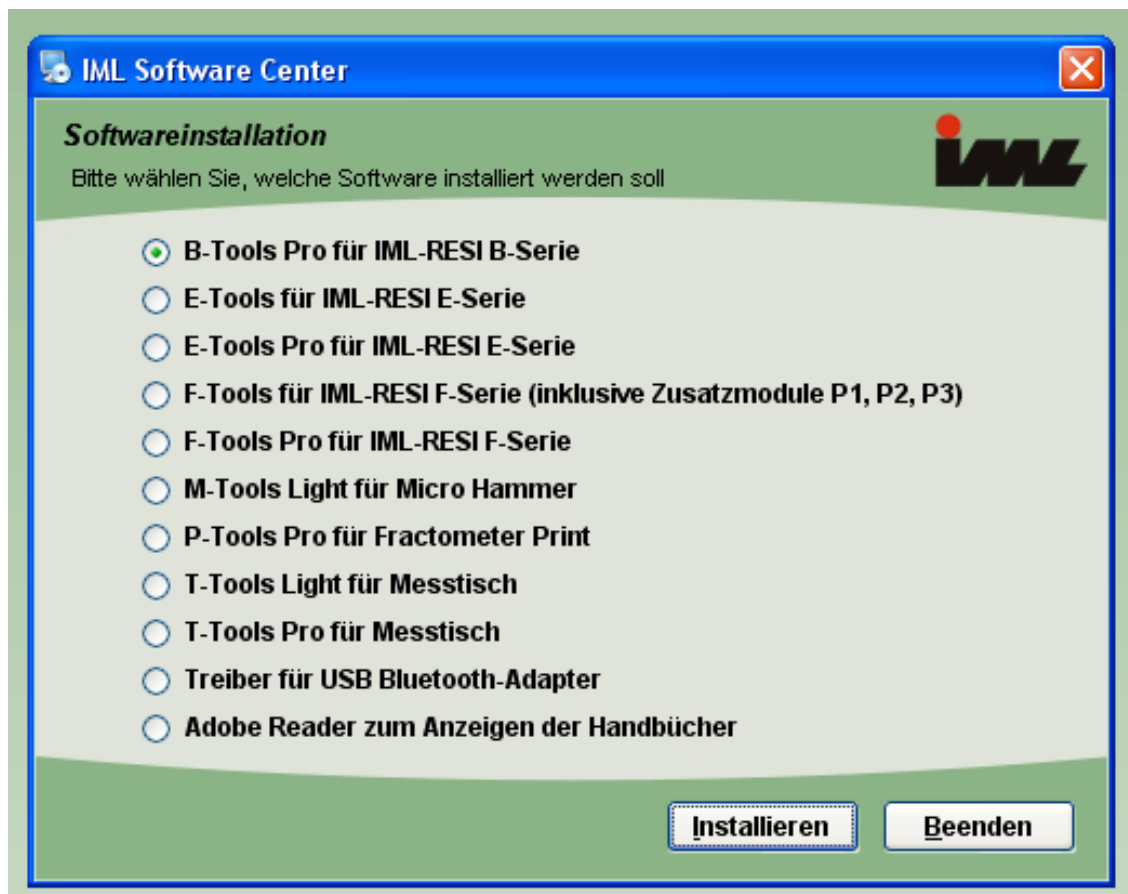 IML Software Center
Softwareinstallation
Bitte wählen Sie, welche Software installiert werden soll
iML
B-Tools Pro für IML-RESI B-Serie
E-Tools für IML-RESI E-Serie
E-Tools Pro für IML-RESI E-Serie
F-Tools für IML-RESI F-Serie (inklusive Zusatzmodule P1, P2, P3)
F-Tools Pro für IML-RESI F-Serie
M-Tools Light für Micro Hammer
P-Tools Pro für Fractometer Print
T-Tools Light für Messtisch
T-Tools Pro für Messtisch
Treiber für USB Bluetooth-Adapter
Adobe Reader zum Anzeigen der Handbücher
Installieren Beenden